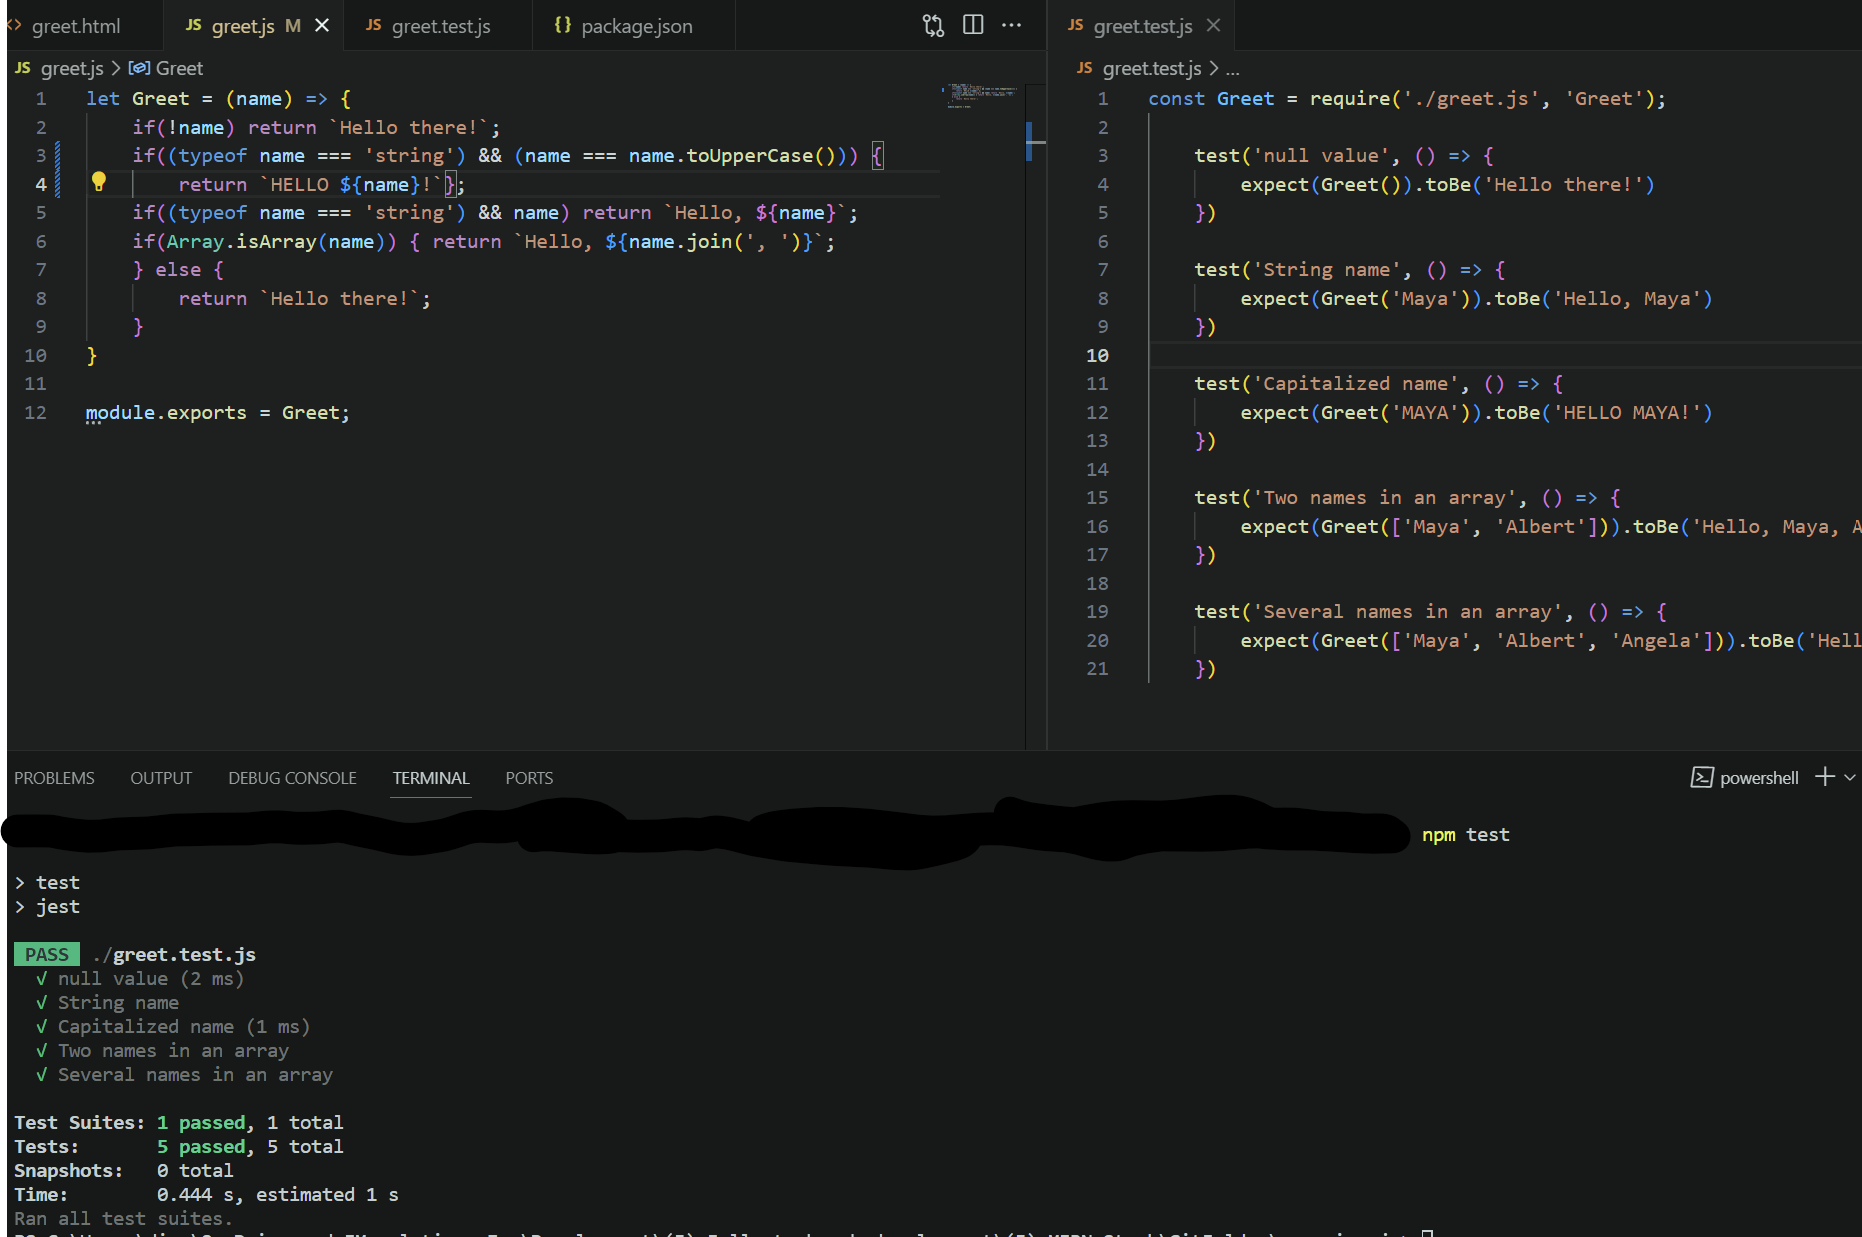 greet.html
JS greet.js M
JS greet.test.js
{} package.json
JS greet.test.js
JS greet.js > Greet
1 let Greet = (name) => {
2 if(!name) return `Hello there!`;
3 if((typeof name === 'string') && (name === name.toUpperCase())) {
4 return `HELLO ${name}!`};
5 if((typeof name === 'string') && name) return `Hello, ${name}`;
6 if(Array.isArray(name)) { return `Hello, ${name.join(', ')}`;
7 } else {
8 return `Hello there!`;
9 }
10 }
11
12 module.exports = Greet;
JS greet.test.js > ...
1 const Greet = require('./greet.js', 'Greet');
2
3 test('null value', () => {
4 expect(Greet()).toBe('Hello there!')
5 })
6
7 test('String name', () => {
8 expect(Greet('Maya')).toBe('Hello, Maya')
9 })
10
11 test('Capitalized name', () => {
12 expect(Greet('MAYA')).toBe('HELLO MAYA!')
13 })
14
15 test('Two names in an array', () => {
16 expect(Greet(['Maya', 'Albert'])).toBe('Hello, Maya, A
17 })
18
19 test('Several names in an array', () => {
20 expect(Greet(['Maya', 'Albert', 'Angela'])).toBe('Hell
21 })
PROBLEMS OUTPUT DEBUG CONSOLE TERMINAL PORTS
powershell
npm test
> test
> jest
PASS ./greet.test.js
√ null value (2 ms)
√ String name
√ Capitalized name (1 ms)
√ Two names in an array
√ Several names in an array
Test Suites: 1 passed, 1 total
Tests: 5 passed, 5 total
Snapshots: 0 total
Time: 0.444 s, estimated 1 s
Ran all test suites.